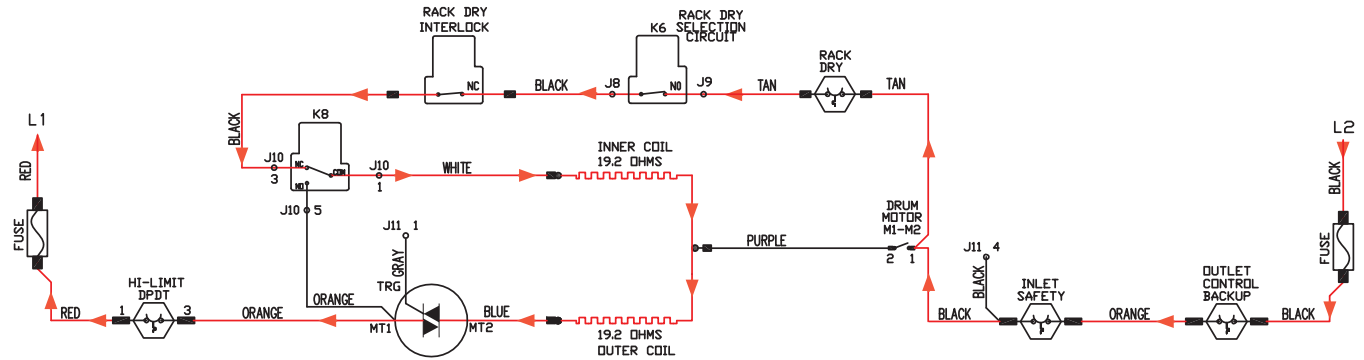 RACK DRY
INTERLOCK
RACK DRY
K6 SELECTION
CIRCUIT
RACK
DRY
NC
BLACK
J8
NO
J9
TAN
TAN
L1
K8
BLACK
L2
RED
J10
3
NC
COM
NO
J10
1
WHITE
INNER COIL
19.2 OHMS
BLACK
J10 5
J11 1
DRUM
MOTOR
M1-M2
FUSE
PURPLE
2 1
J11 4
FUSE
HI-LIMIT
DPDT
TRG
GRAY
BLACK
INLET
SAFETY
OUTLET
CONTROL
BACKUP
RED
1
3
ORANGE
ORANGE
MT1
MT2
BLUE
19.2 OHMS
OUTER COIL
BLACK
ORANGE
BLACK